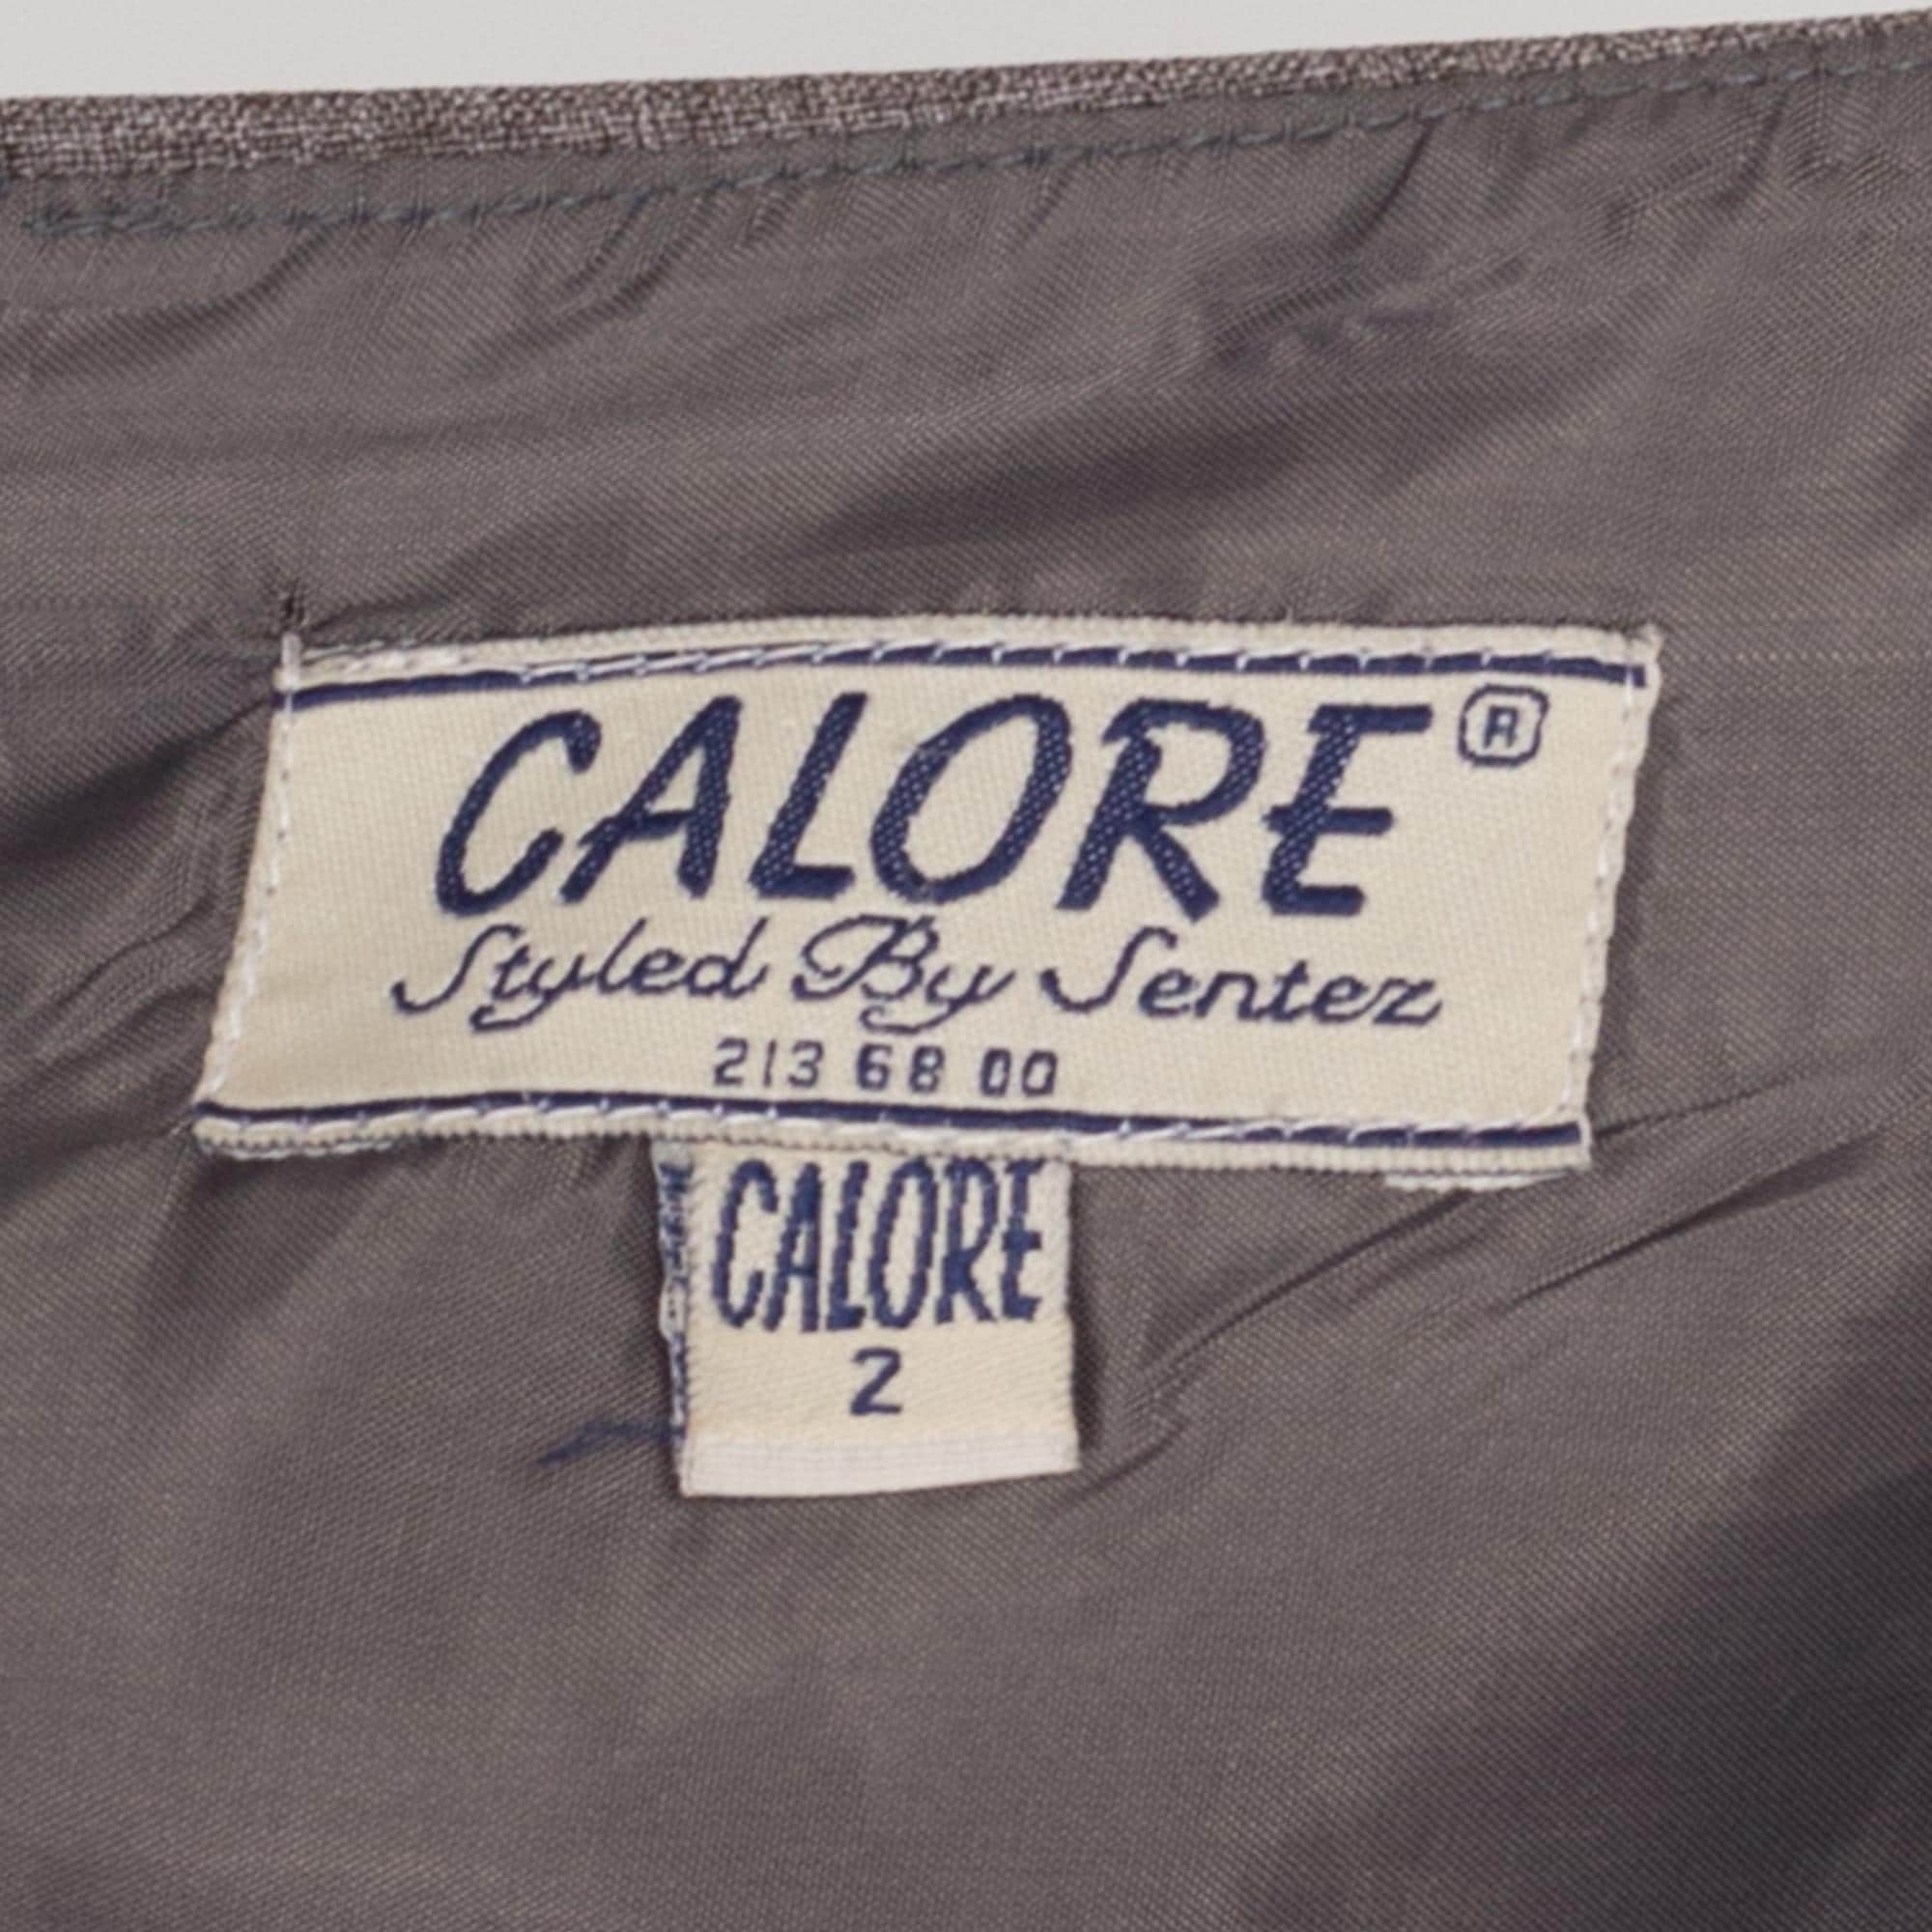 CALORE ®
Styled By Sentez
213 68 00
CALORE
2